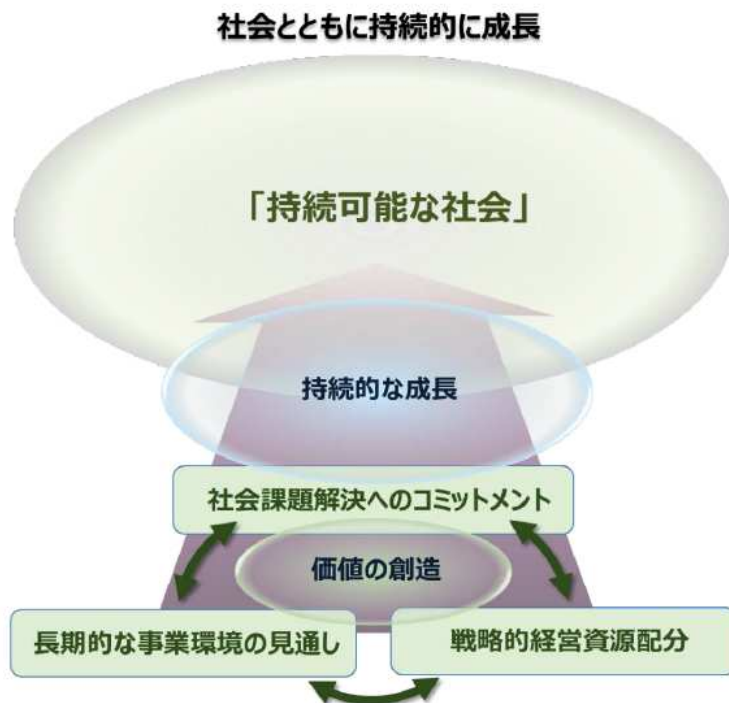 社会とともに持続的に成長
「持続可能な社会」
持続的な成長
社会課題解決へのコミットメント
価値の創造
長期的な事業環境の見通し
戦略的経営資源配分